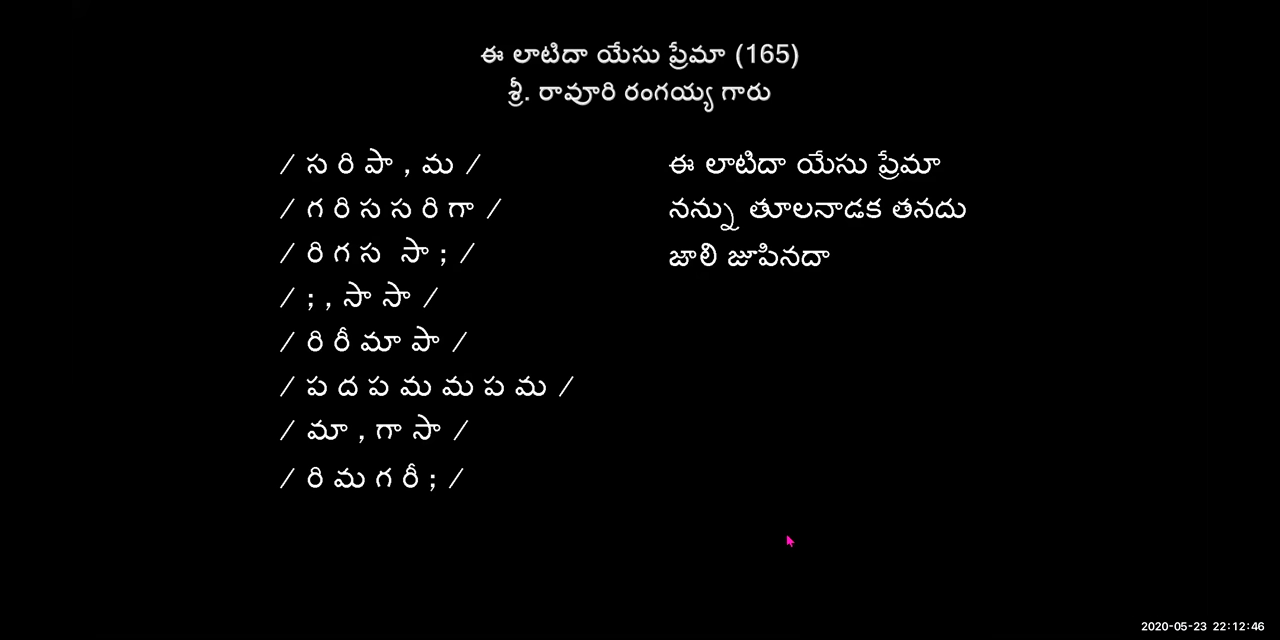 ఈ లాటిదా యేసు ప్రేమా (165)
శ్రీ. రావూరి రంగయ్య గారు
/ స రి పా , మ /
/ గ రి స స రి గా /
/ రి గ స సా ; /
/ ; , సా సా /
/ రి రీ మా పా /
/ ప ద ప మ మ ప మ /
/ మా , గా సా /
/ రి మ గ రీ ; /
ఈ లాటిదా యేసు ప్రేమా
నన్ను తూలనాడక తనదు
జాలి జూపినదా
2020-05-23 22:12:46